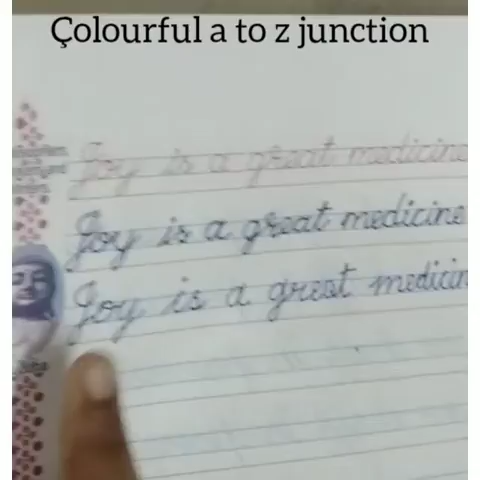 Çolourful a to z junction
Joy is a great medicine
Joy is a great medicine
Joy is a great medicin